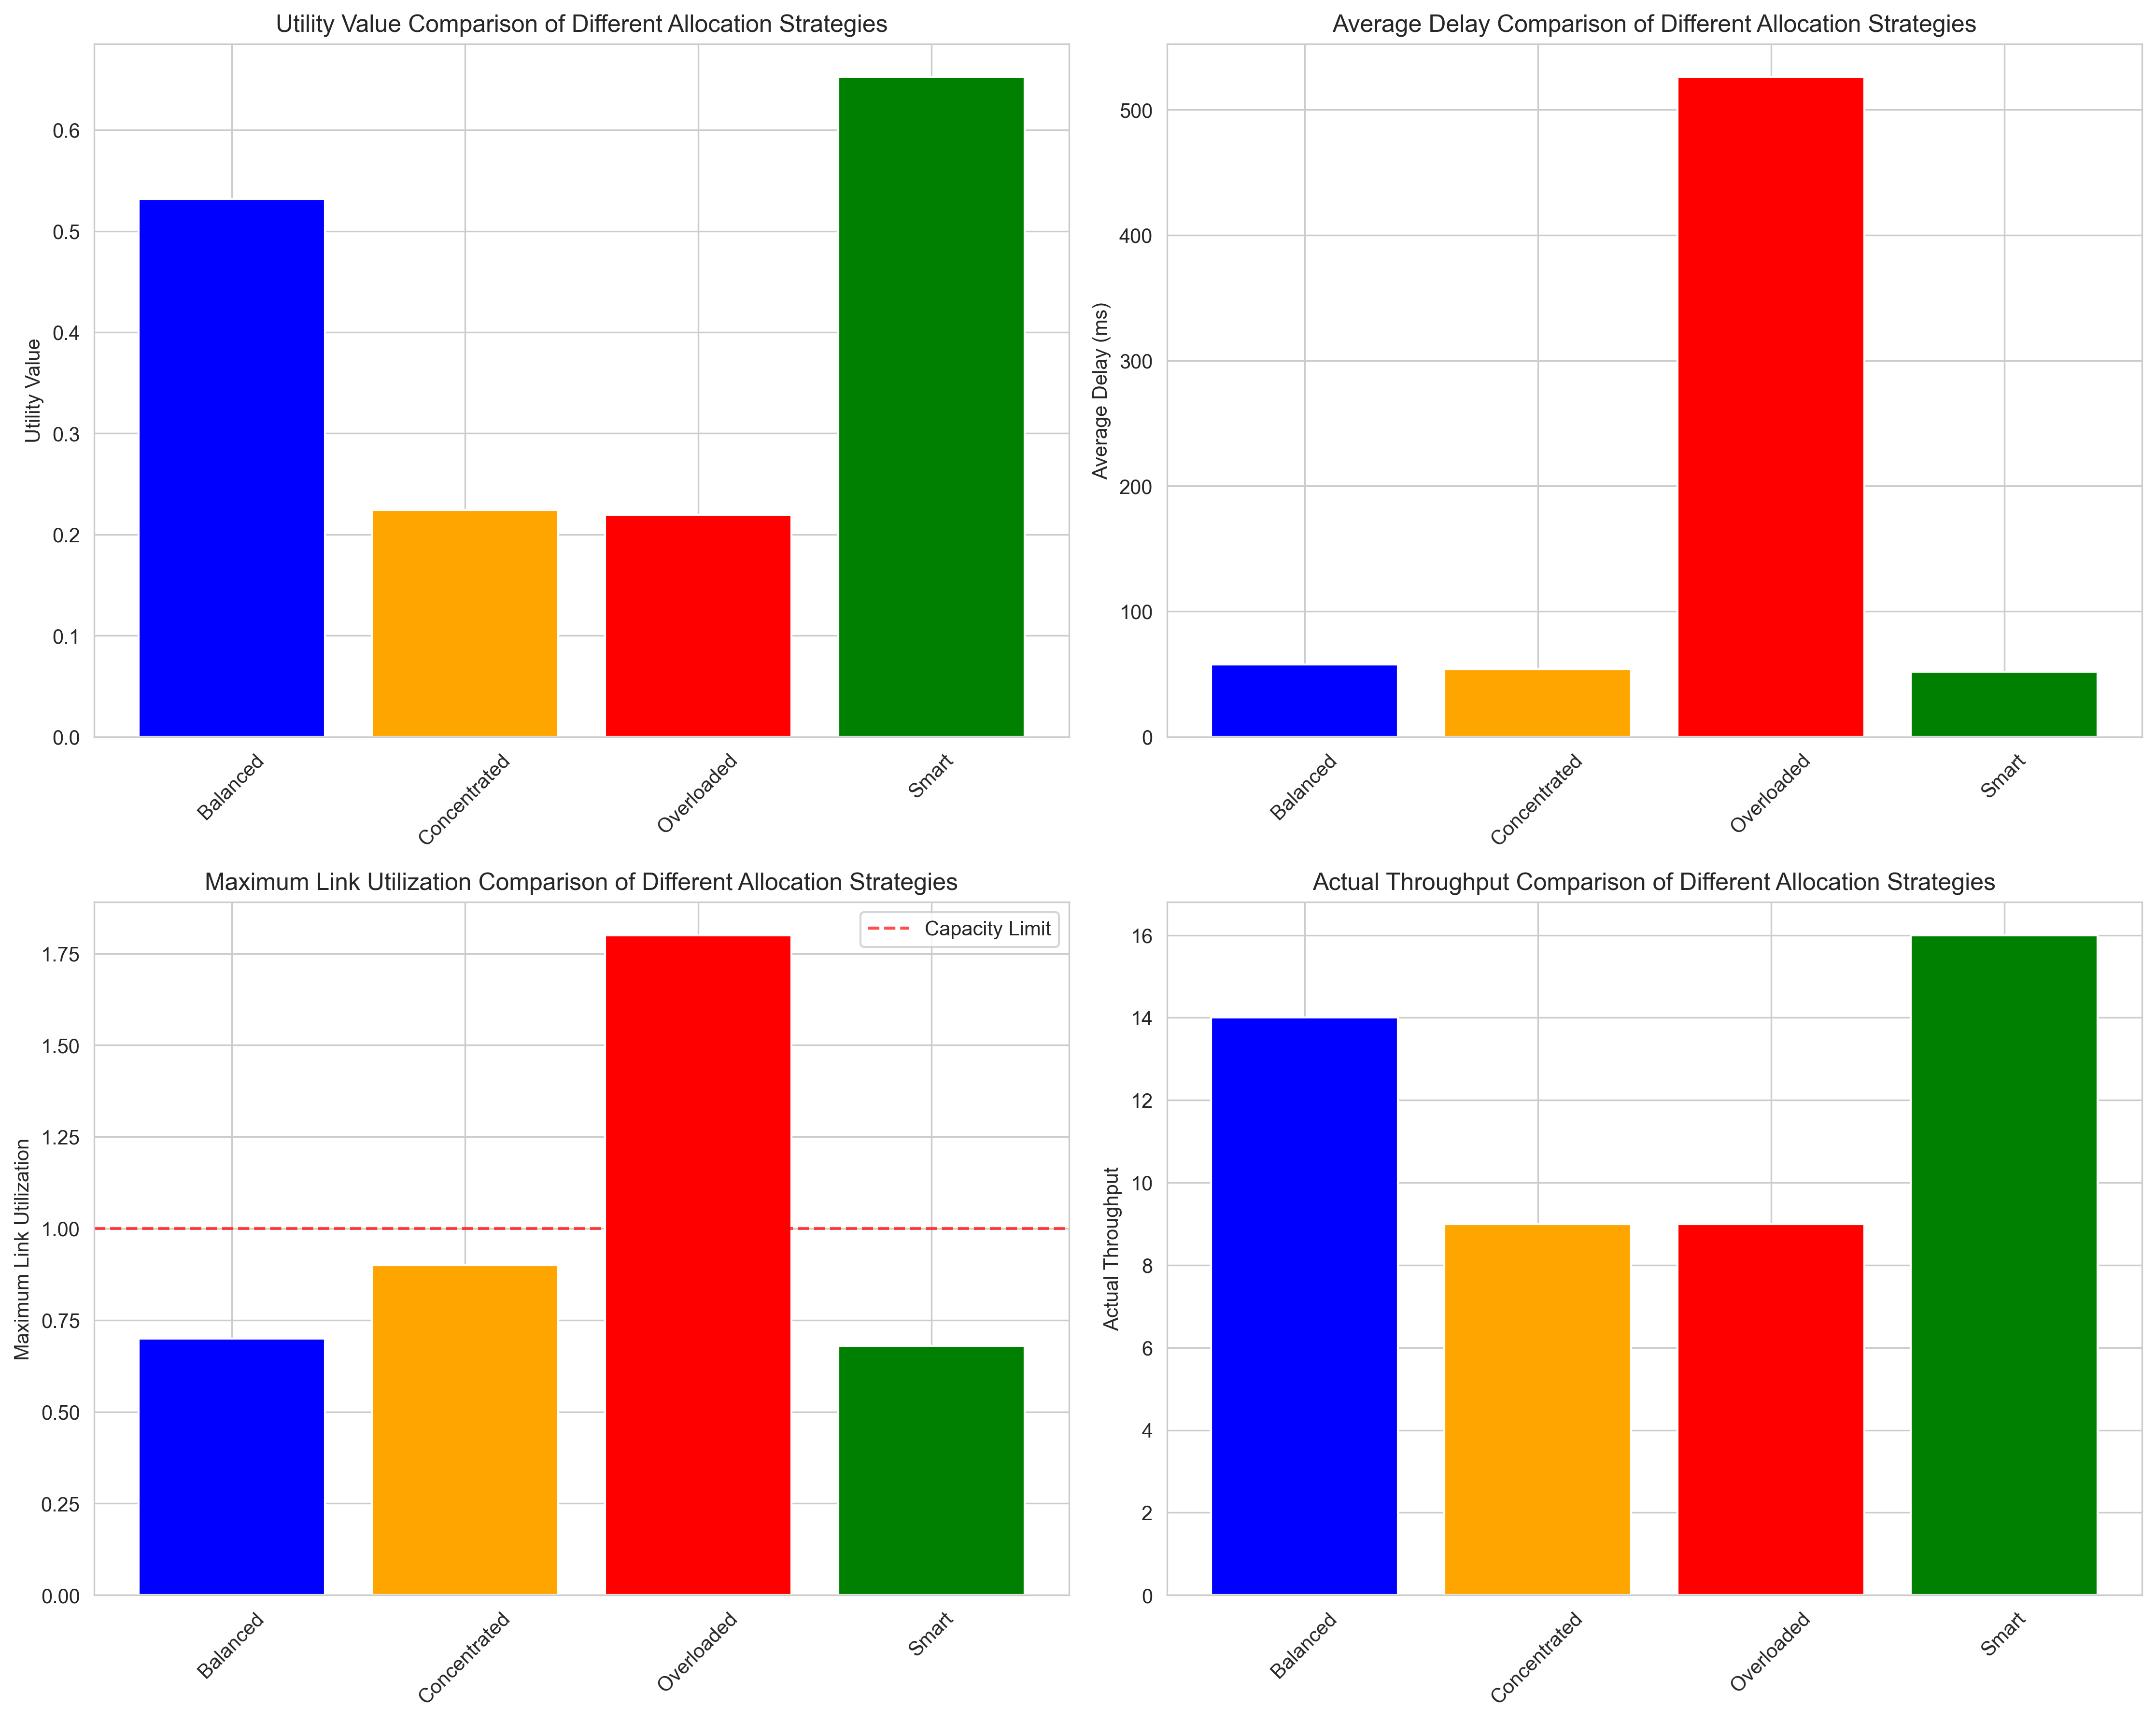 Utility Value Comparison of Different Allocation Strategies
Utility Value
0.6
0.5
0.4
0.3
0.2
0.1
0.0
Balanced
Concentrated
Overloaded
Smart
Average Delay Comparison of Different Allocation Strategies
Average Delay (ms)
500
400
300
200
100
0
Balanced
Concentrated
Overloaded
Smart
Maximum Link Utilization Comparison of Different Allocation Strategies
Capacity Limit
Maximum Link Utilization
1.75
1.50
1.25
1.00
0.75
0.50
0.25
0.00
Balanced
Concentrated
Overloaded
Smart
Actual Throughput Comparison of Different Allocation Strategies
Actual Throughput
16
14
12
10
8
6
4
2
0
Balanced
Concentrated
Overloaded
Smart